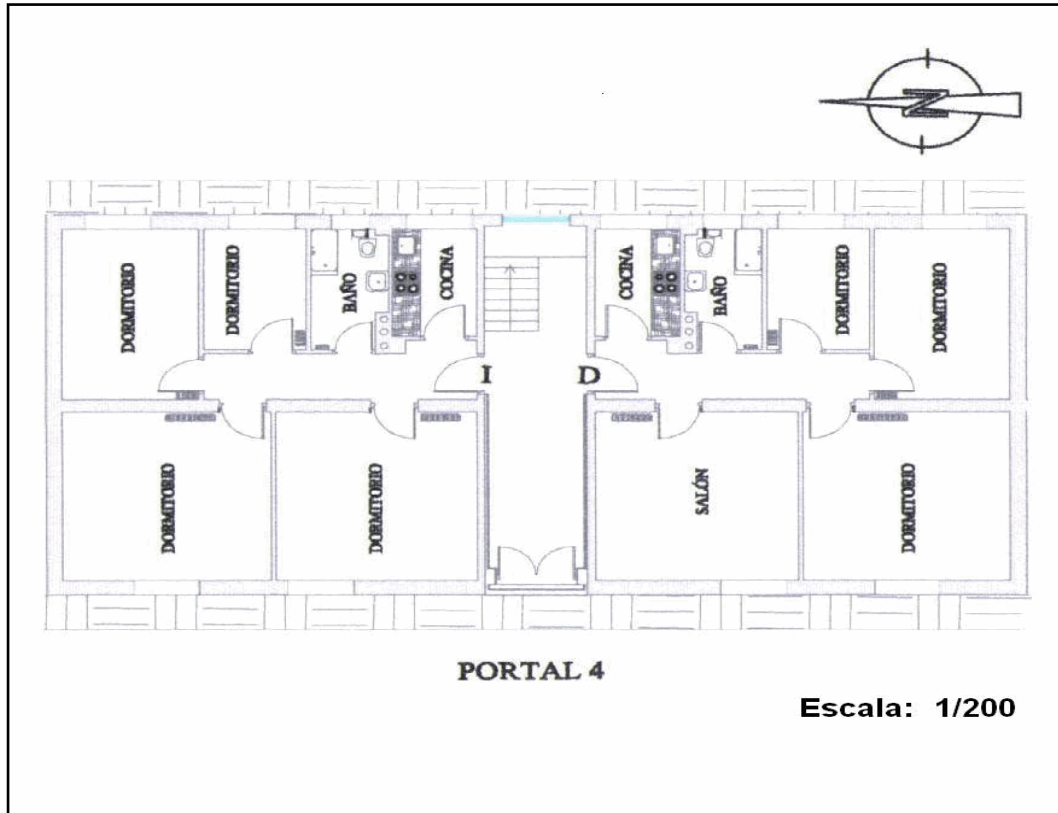 N
DORMITORIO
DORMITORIO
BAÑO
COCINA
COCINA
BAÑO
DORMITORIO
DORMITORIO
I
D
DORMITORIO
DORMITORIO
SALÓN
DORMITORIO
PORTAL 4
Escala: 1/200